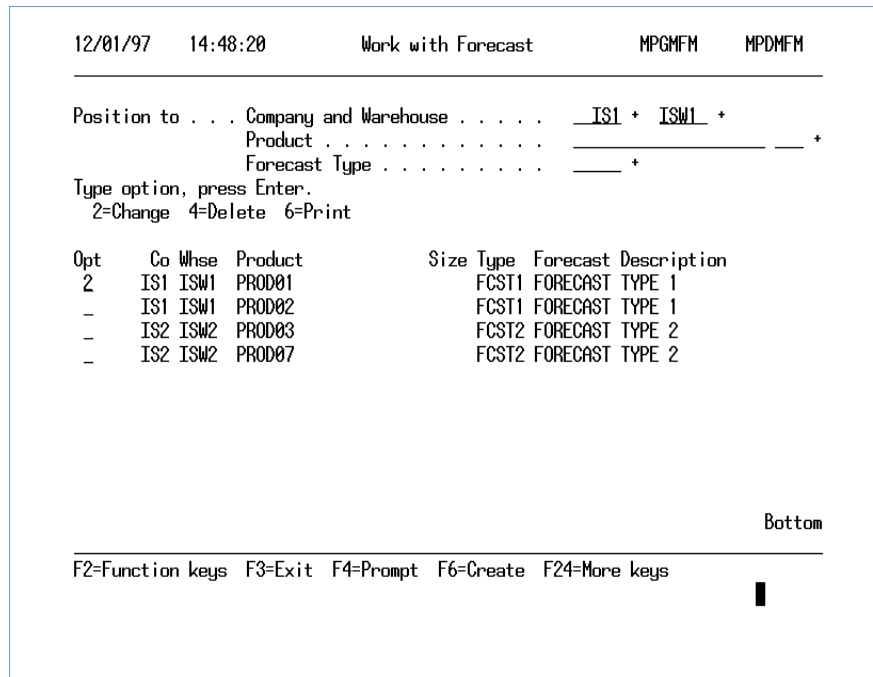 12/01/97 14:48:20 Work with Forecast MPGMFM MPDMFM
Position to . . . Company and Warehouse . . . . . IS1 + ISW1 +
Product . . . . . . . . . . . . ____________________ ___ +
Forecast Type . . . . . . . . . _____ +
Type option, press Enter.
2=Change 4=Delete 6=Print
Opt Co Whse Product Size Type Forecast Description
2 IS1 ISW1 PROD01 FCST1 FORECAST TYPE 1
_ IS1 ISW1 PROD02 FCST1 FORECAST TYPE 1
_ IS2 ISW2 PROD03 FCST2 FORECAST TYPE 2
_ IS2 ISW2 PROD07 FCST2 FORECAST TYPE 2
Bottom
F2=Function keys F3=Exit F4=Prompt F6=Create F24=More keys